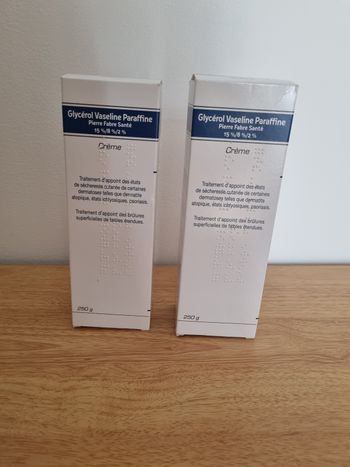 Glycérol Vaseline Paraffine
Pierre Fabre Santé
15 %/8 %/2 %
Crème
Traitement d'appoint des états
de sécheresse cutanée de certaines
dermatoses telles que dermatite
atopique, états ichtyosiques, psoriasis.
Traitement d'appoint des brûlures
superficielles de faibles étendues.
250 g
Glycérol Vaseline Paraffine
Pierre Fabre Santé
15 %/8 %/2 %
Crème
Traitement d'appoint des états
de sécheresse cutanée de certaines
dermatoses telles que dermatite
atopique, états ichtyosiques, psoriasis.
Traitement d'appoint des brûlures
superficielles de faibles étendues.
250 g